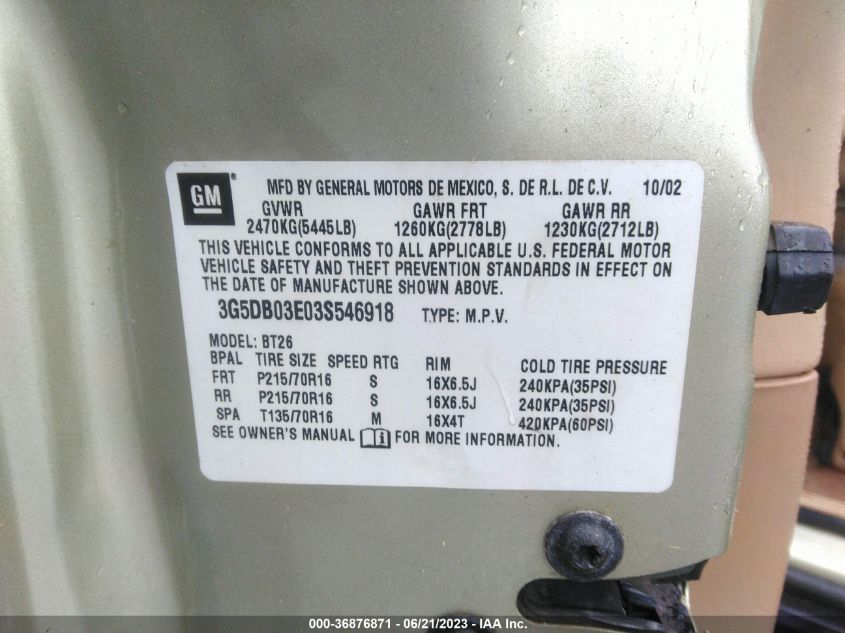 GM ® MFD BY GENERAL MOTORS DE MEXICO, S. DE R.L. DE C.V. 10/02
GVWR GAWR FRT GAWR RR
2470KG(5445LB) 1260KG(2778LB) 1230KG(2712LB)
THIS VEHICLE CONFORMS TO ALL APPLICABLE U.S. FEDERAL MOTOR
VEHICLE SAFETY AND THEFT PREVENTION STANDARDS IN EFFECT ON
THE DATE OF MANUFACTURE SHOWN ABOVE.
3G5DB03E03S546918 TYPE: M.P.V.
MODEL: BT26
BPAL TIRE SIZE SPEED RTG RIM COLD TIRE PRESSURE
FRT P215/70R16 S 16X6.5J 240KPA(35PSI)
RR P215/70R16 S 16X6.5J 240KPA(35PSI)
SPA T135/70R16 M 16X4T 420KPA(60PSI)
SEE OWNER'S MANUAL FOR MORE INFORMATION.
000-36876871 - 06/21/2023 - IAA Inc.